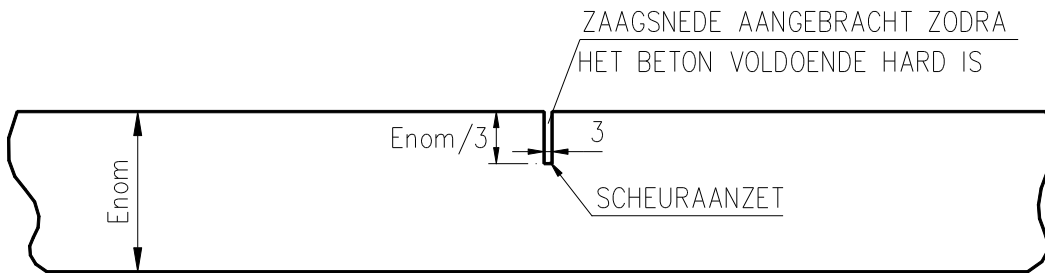 ZAAGSNEDE AANGEBRACHT ZODRA
HET BETON VOLDOENDE HARD IS
Enom/3
3
Enom
SCHEURAANZET